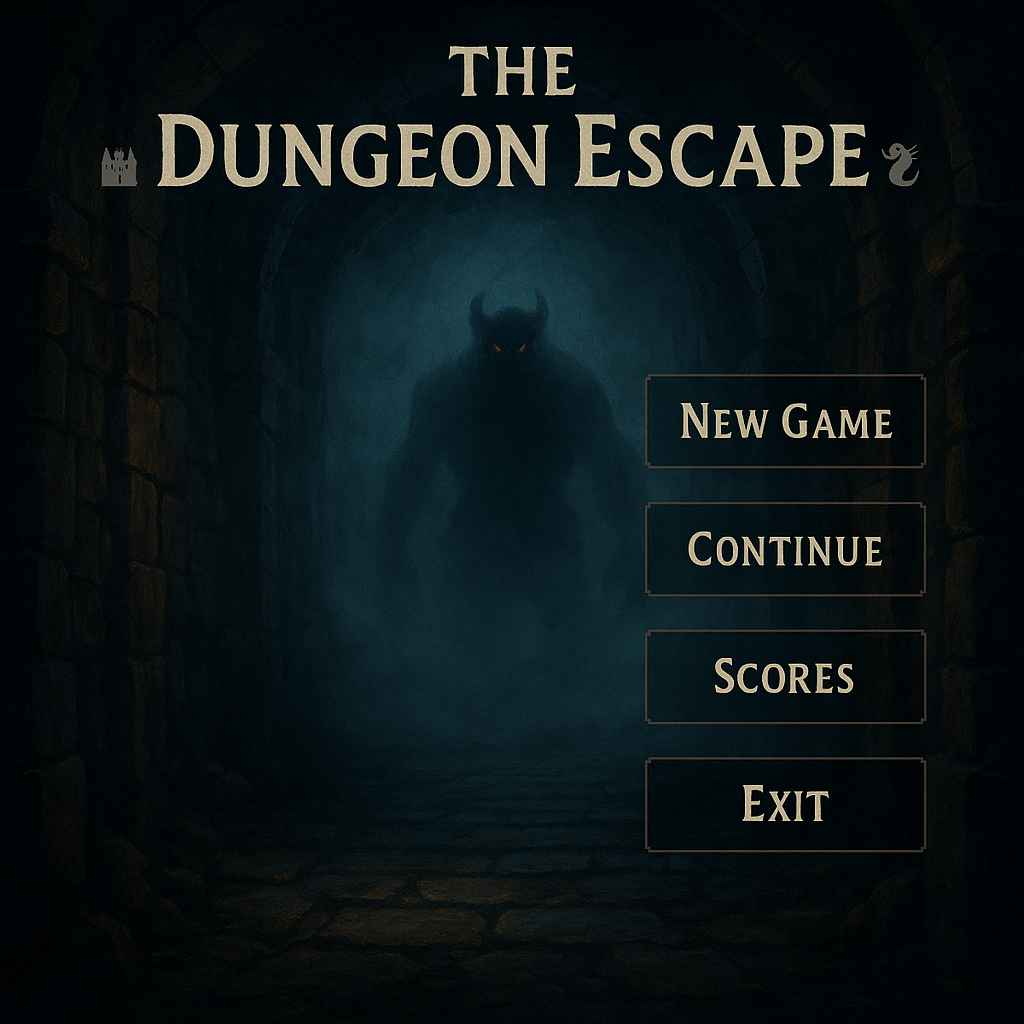 THE
DUNGEON ESCAPE
NEW GAME
CONTINUE
SCORES
EXIT